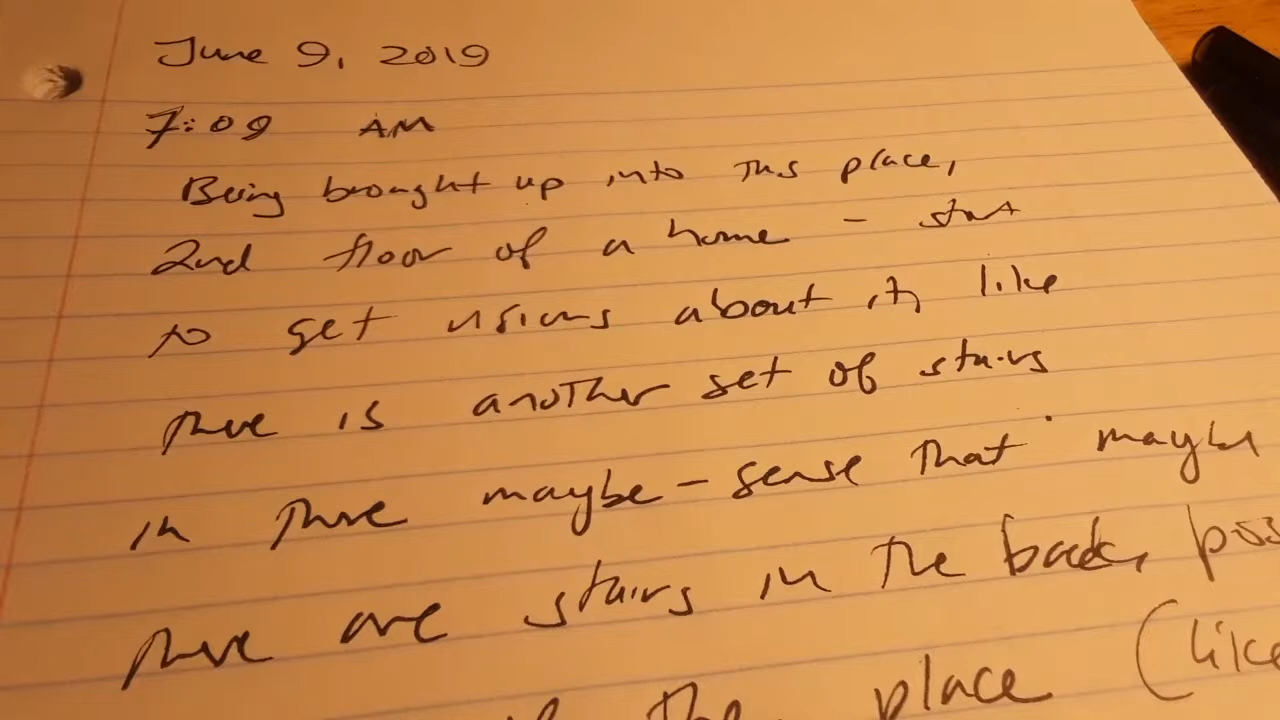 June 9, 2019
7:09 AM
Being brought up into this place,
2nd floor of a home - start
to get visions about it, like
there is another set of stairs
in there maybe - sense that maybe
there are stairs in the back,
the place (like